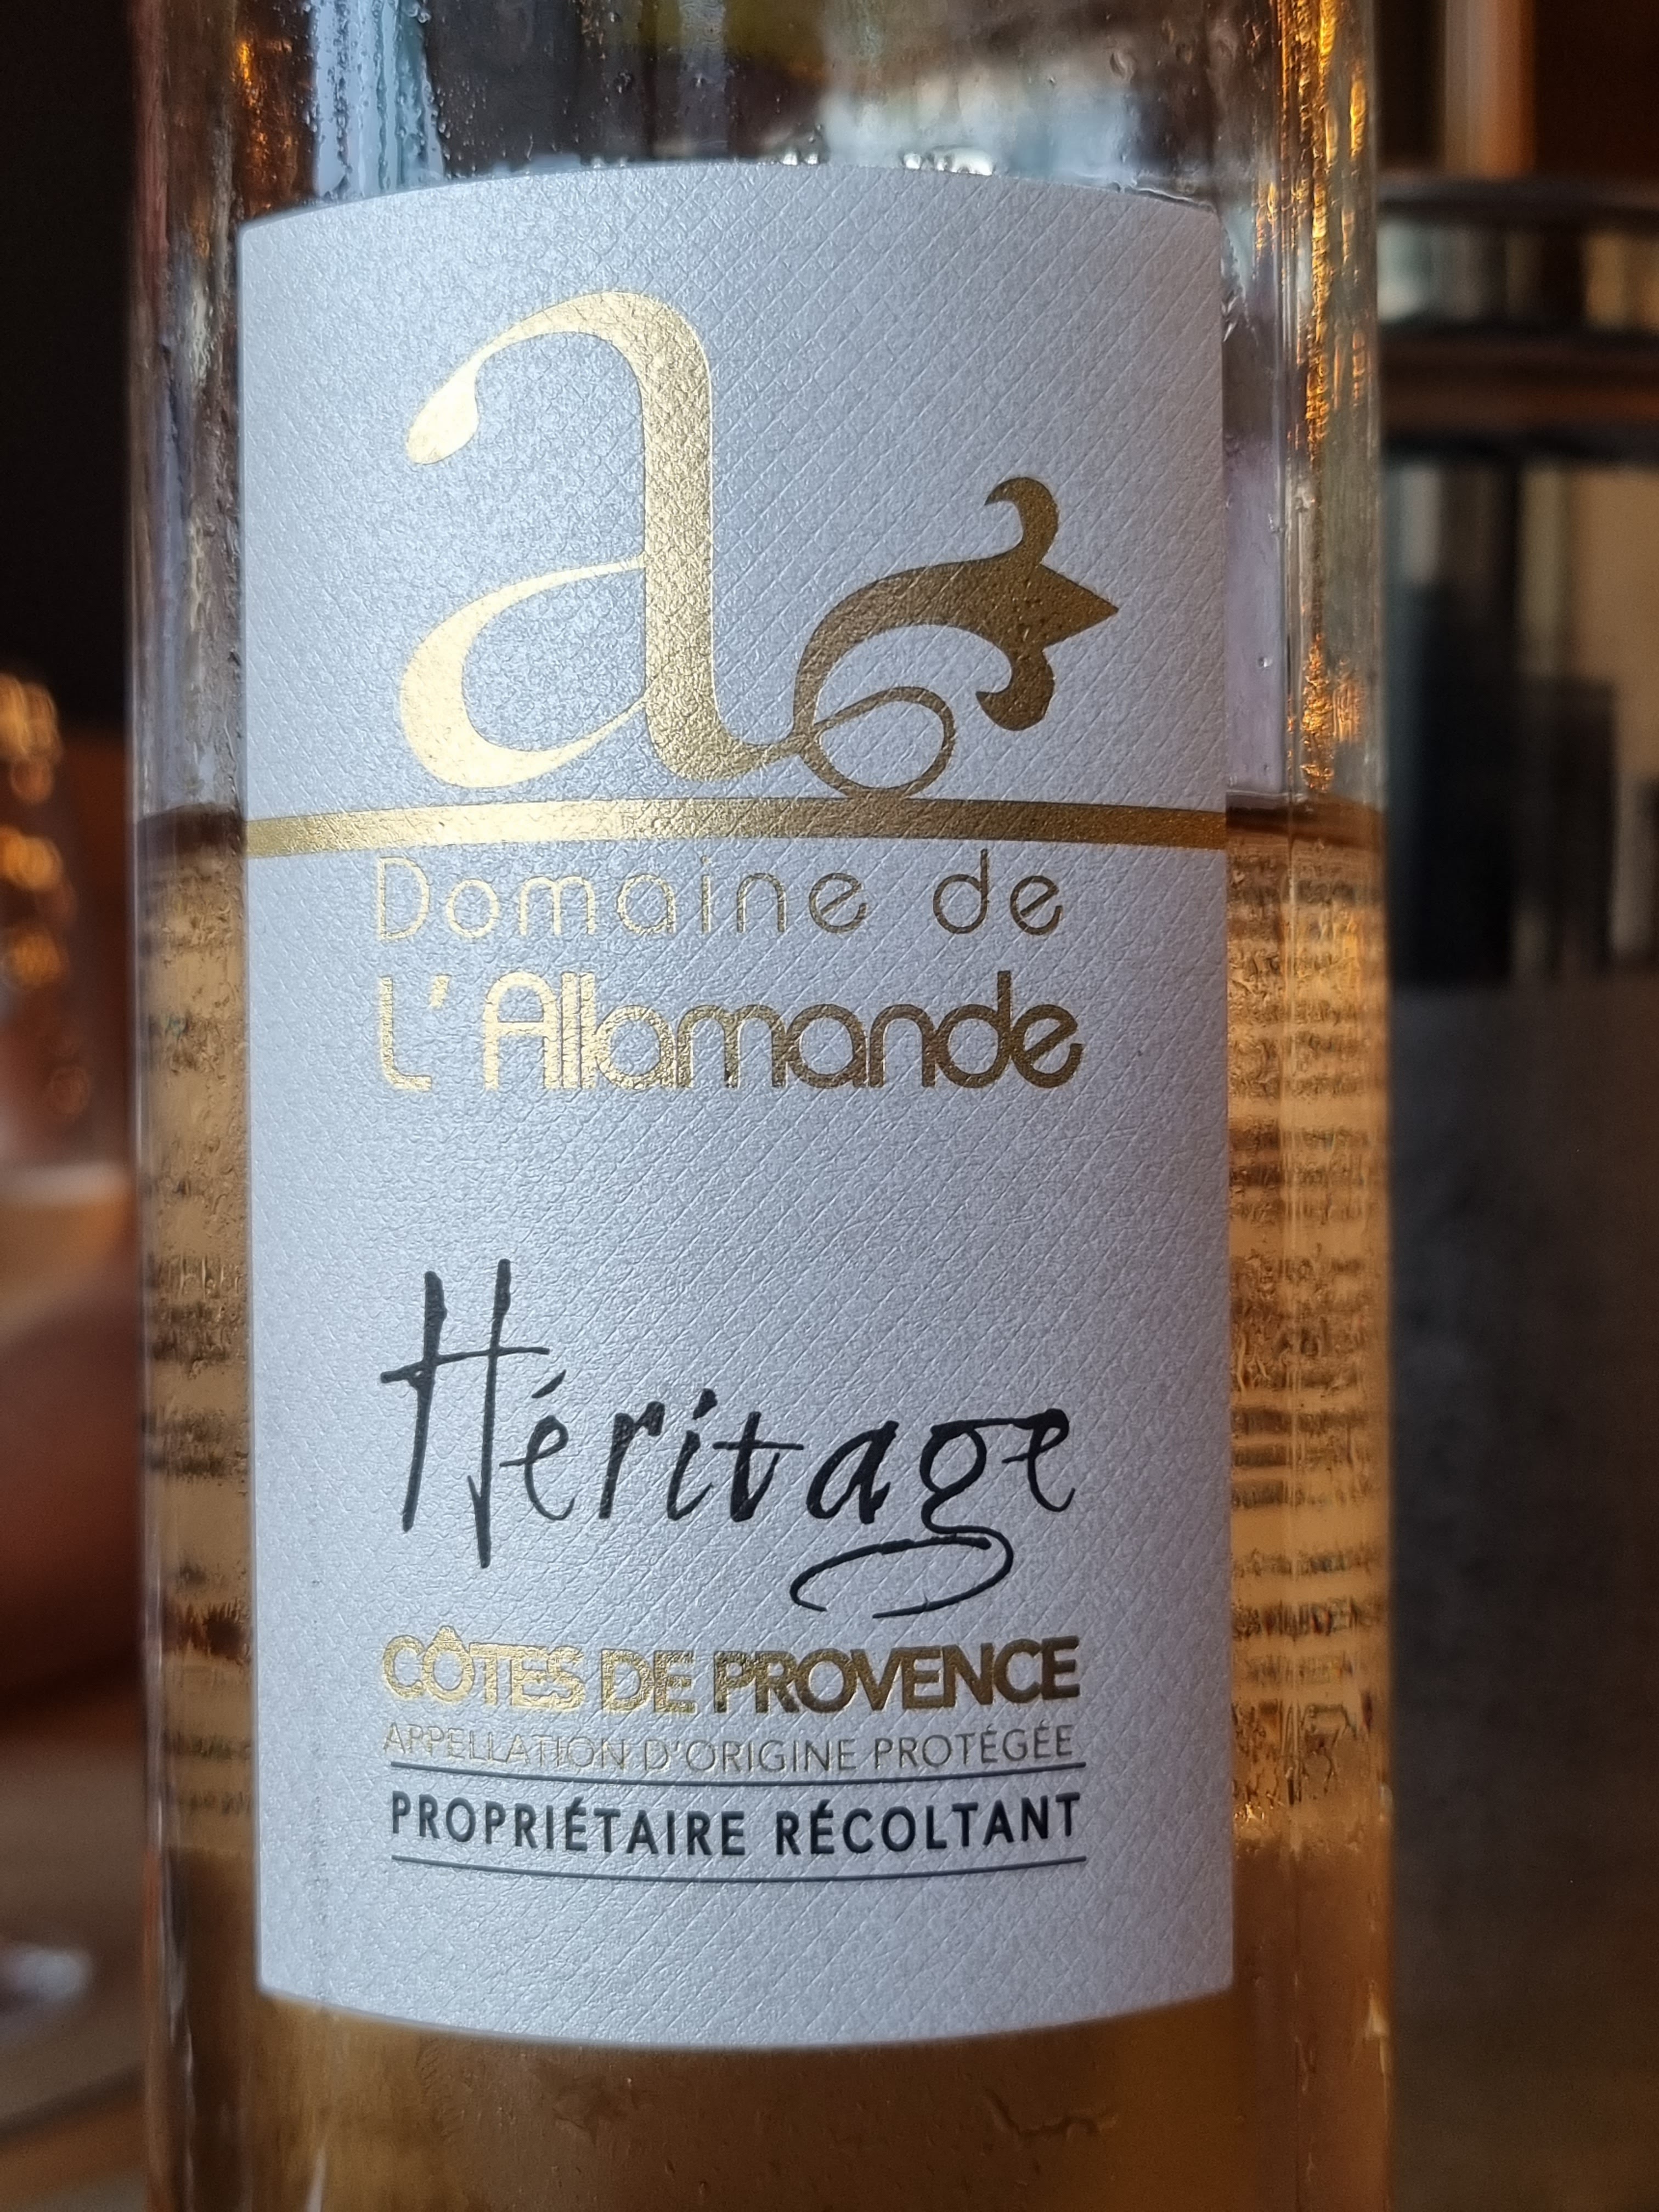 a
Domaine de
L'Allamande
Héritage
CÔTES DE PROVENCE
APPELLATION D'ORIGINE PROTÉGÉE
PROPRIÉTAIRE RÉCOLTANT